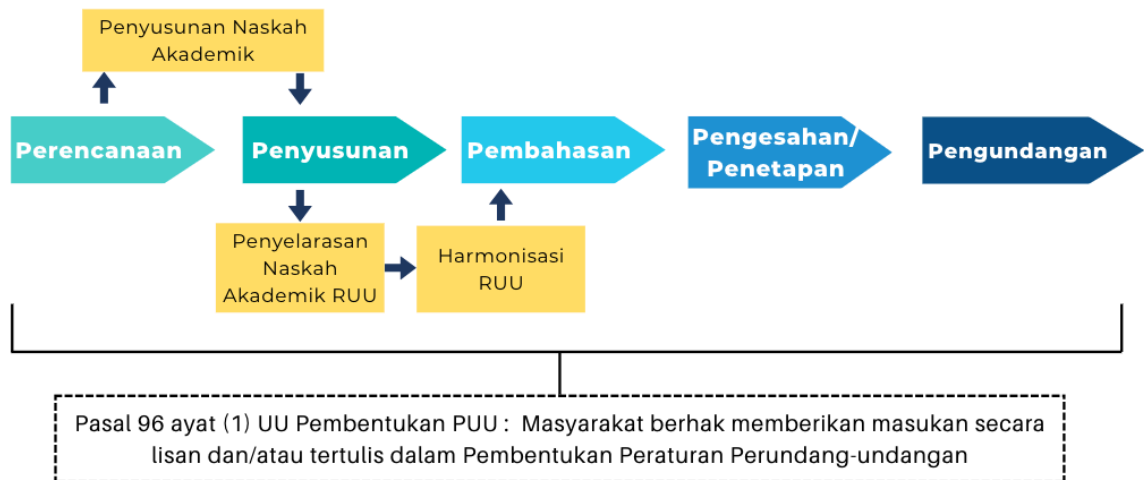 Penyusunan Naskah
Akademik
Perencanaan
Penyusunan
Pembahasan
Pengesahan/
Penetapan
Pengundangan
Penyelarasan
Naskah
Akademik RUU
Harmonisasi
RUU
Pasal 96 ayat (1) UU Pembentukan PUU : Masyarakat berhak memberikan masukan secara
lisan dan/atau tertulis dalam Pembentukan Peraturan Perundang-undangan